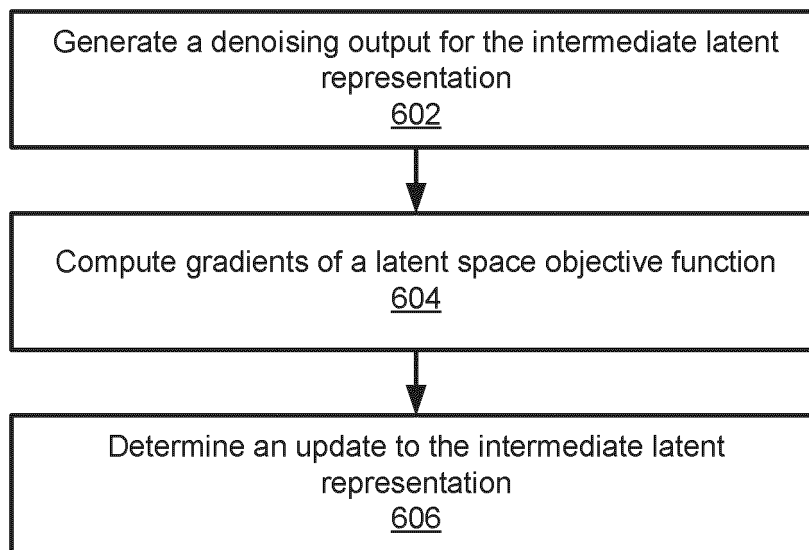 Generate a denoising output for the intermediate latent
representation
602
Compute gradients of a latent space objective function
604
Determine an update to the intermediate latent
representation
606